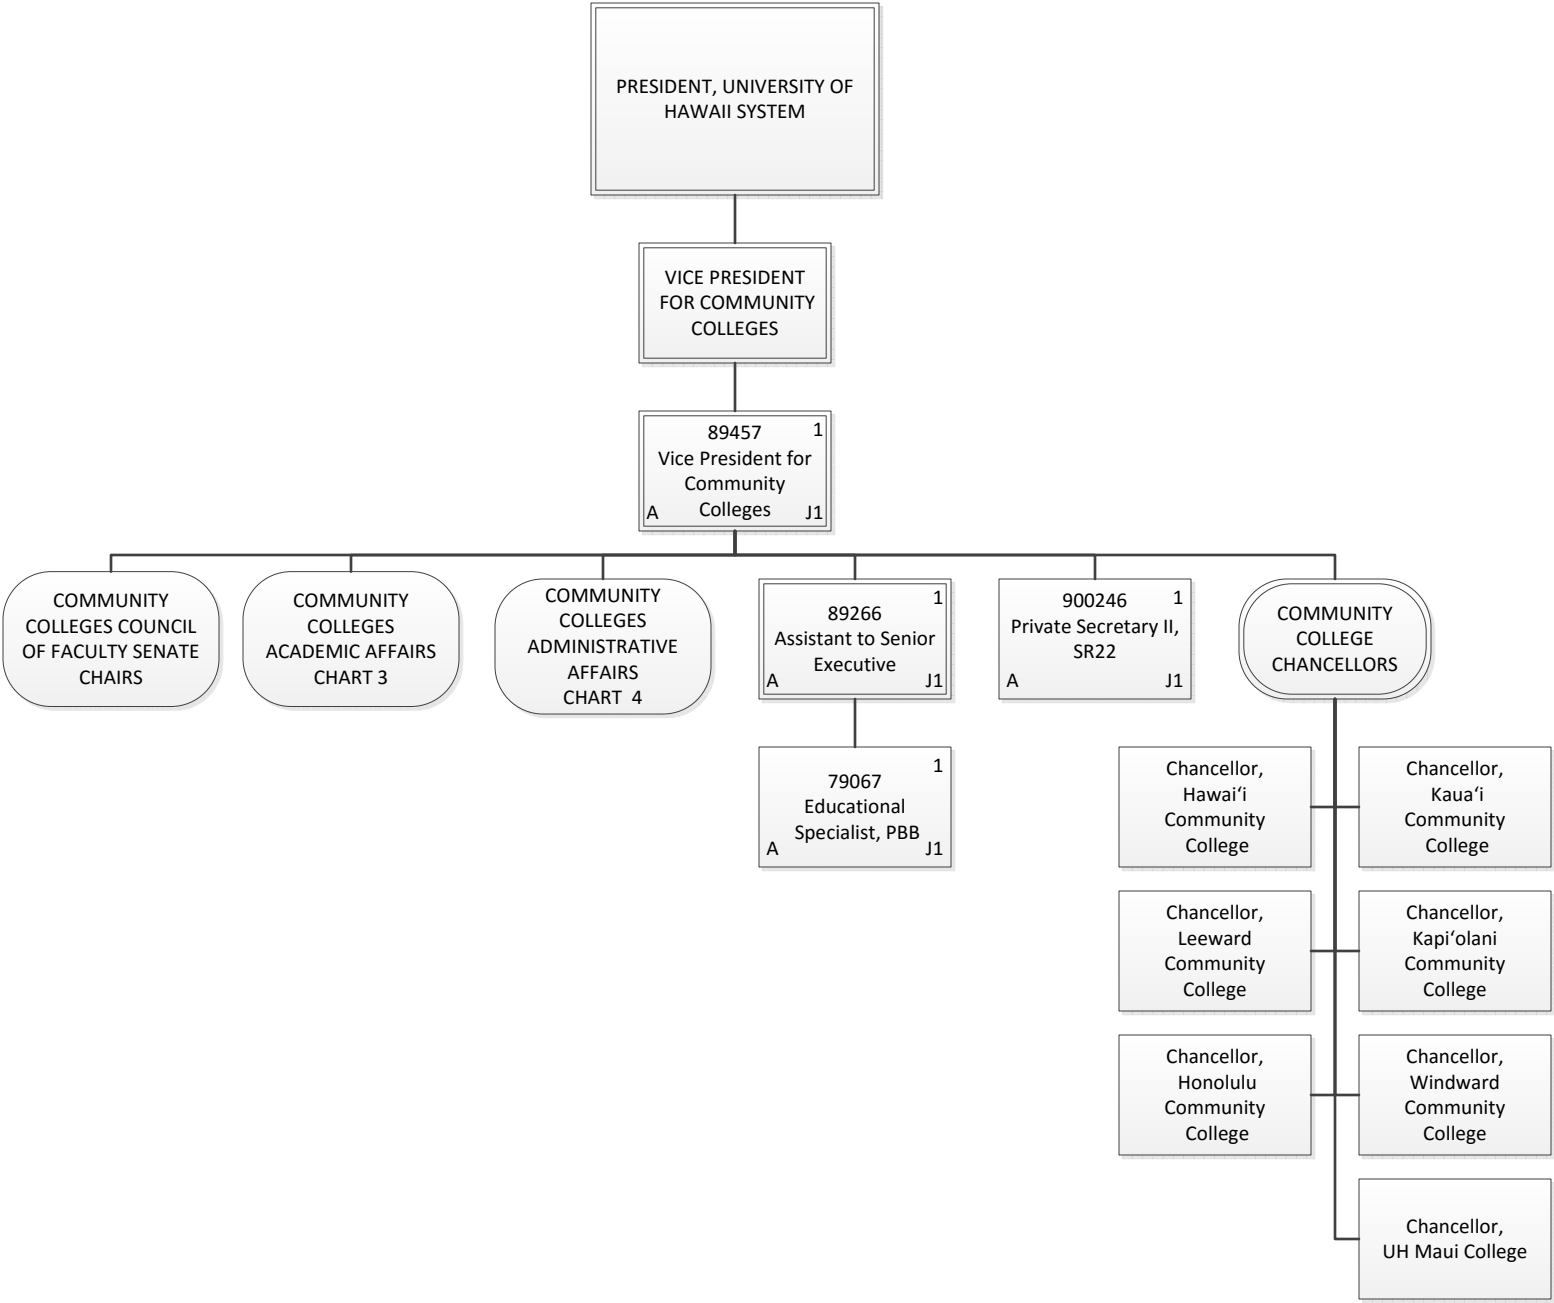 PRESIDENT, UNIVERSITY OF
HAWAII SYSTEM
VICE PRESIDENT
FOR COMMUNITY
COLLEGES
89457 1
Vice President for
Community
A Colleges J1
COMMUNITY
COLLEGES COUNCIL
OF FACULTY SENATE
CHAIRS
COMMUNITY
COLLEGES
ACADEMIC AFFAIRS
CHART 3
COMMUNITY
COLLEGES
ADMINISTRATIVE
AFFAIRS
CHART 4
1
89266
Assistant to Senior
Executive
A J1
900246 1
Private Secretary II,
SR22
A J1
COMMUNITY
COLLEGE
CHANCELLORS
1
79067
Educational
Specialist, PBB
A J1
Chancellor,
Hawaiʻi
Community
College
Chancellor,
Kauaʻi
Community
College
Chancellor,
Leeward
Community
College
Chancellor,
Kapiʻolani
Community
College
Chancellor,
Honolulu
Community
College
Chancellor,
Windward
Community
College
Chancellor,
UH Maui College